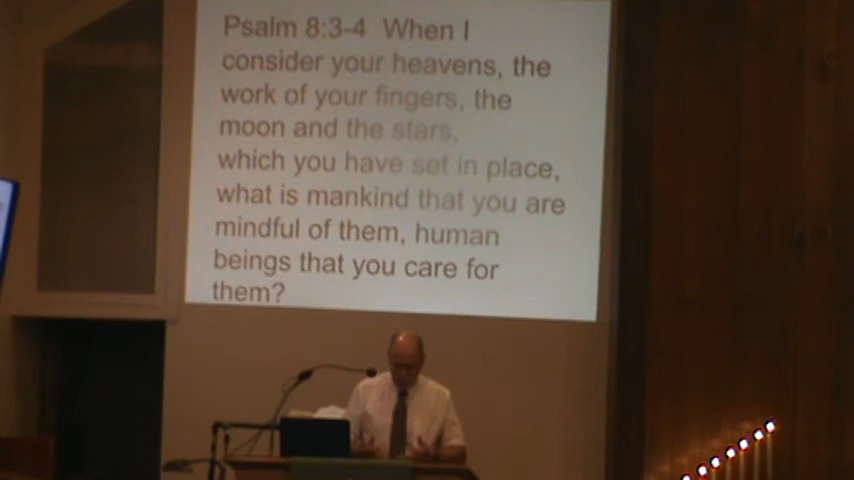 Psalm 8:3-4 When I
consider your heavens, the
work of your fingers, the
moon and the stars,
which you have set in place,
what is mankind that you are
mindful of them, human
beings that you care for
them?